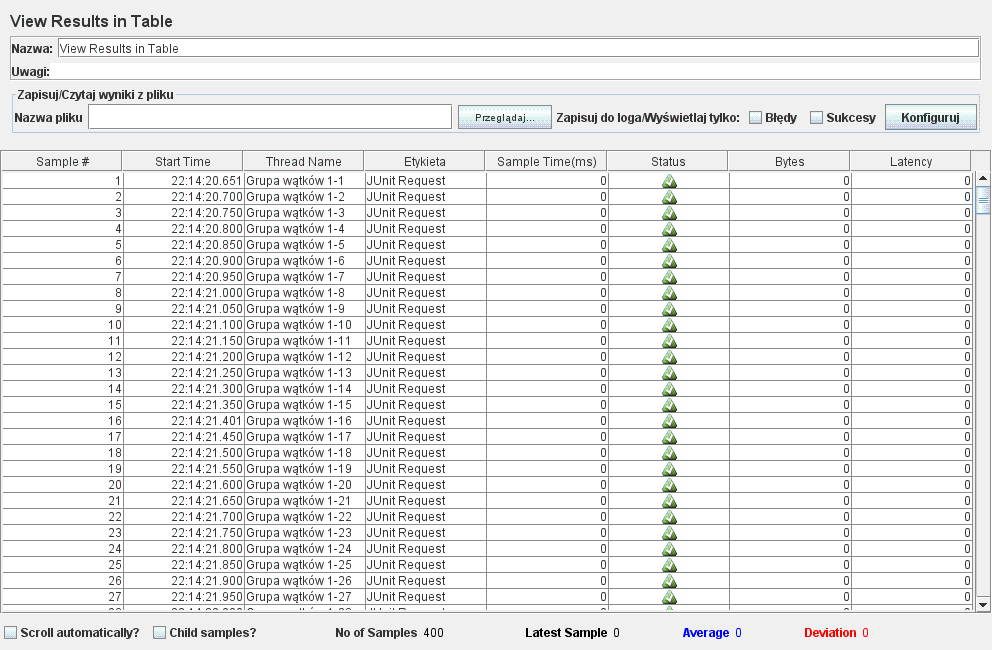 View Results in Table
Nazwa: View Results in Table
Uwagi:
Zapisuj/Czytaj wyniki z pliku
Nazwa pliku Przeglądaj... Zapisuj do loga/Wyświetlaj tylko: Błędy Sukcesy Konfiguruj
Sample # Start Time Thread Name Etykieta Sample Time(ms) Status Bytes Latency
1 22:14:20.651 Grupa wątków 1-1 JUnit Request 0 0 0
2 22:14:20.700 Grupa wątków 1-2 JUnit Request 0 0 0
3 22:14:20.750 Grupa wątków 1-3 JUnit Request 0 0 0
4 22:14:20.800 Grupa wątków 1-4 JUnit Request 0 0 0
5 22:14:20.850 Grupa wątków 1-5 JUnit Request 0 0 0
6 22:14:20.900 Grupa wątków 1-6 JUnit Request 0 0 0
7 22:14:20.950 Grupa wątków 1-7 JUnit Request 0 0 0
8 22:14:21.000 Grupa wątków 1-8 JUnit Request 0 0 0
9 22:14:21.050 Grupa wątków 1-9 JUnit Request 0 0 0
10 22:14:21.100 Grupa wątków 1-10 JUnit Request 0 0 0
11 22:14:21.150 Grupa wątków 1-11 JUnit Request 0 0 0
12 22:14:21.200 Grupa wątków 1-12 JUnit Request 0 0 0
13 22:14:21.250 Grupa wątków 1-13 JUnit Request 0 0 0
14 22:14:21.300 Grupa wątków 1-14 JUnit Request 0 0 0
15 22:14:21.350 Grupa wątków 1-15 JUnit Request 0 0 0
16 22:14:21.401 Grupa wątków 1-16 JUnit Request 0 0 0
17 22:14:21.450 Grupa wątków 1-17 JUnit Request 0 0 0
18 22:14:21.500 Grupa wątków 1-18 JUnit Request 0 0 0
19 22:14:21.550 Grupa wątków 1-19 JUnit Request 0 0 0
20 22:14:21.600 Grupa wątków 1-20 JUnit Request 0 0 0
21 22:14:21.650 Grupa wątków 1-21 JUnit Request 0 0 0
22 22:14:21.700 Grupa wątków 1-22 JUnit Request 0 0 0
23 22:14:21.750 Grupa wątków 1-23 JUnit Request 0 0 0
24 22:14:21.800 Grupa wątków 1-24 JUnit Request 0 0 0
25 22:14:21.850 Grupa wątków 1-25 JUnit Request 0 0 0
26 22:14:21.900 Grupa wątków 1-26 JUnit Request 0 0 0
27 22:14:21.950 Grupa wątków 1-27 JUnit Request 0 0 0
Scroll automatically? Child samples? No of Samples 400 Latest Sample 0 Average 0 Deviation 0